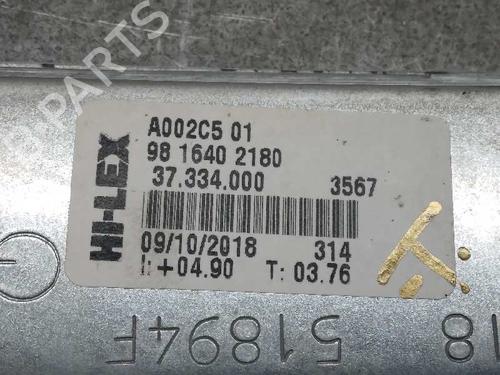 PARTS
HI-LEX
A002C5 01
98 1640 2180
37.334.000 3567
09/10/2018 314
I: +04.90 T: 03.76
18 51894F